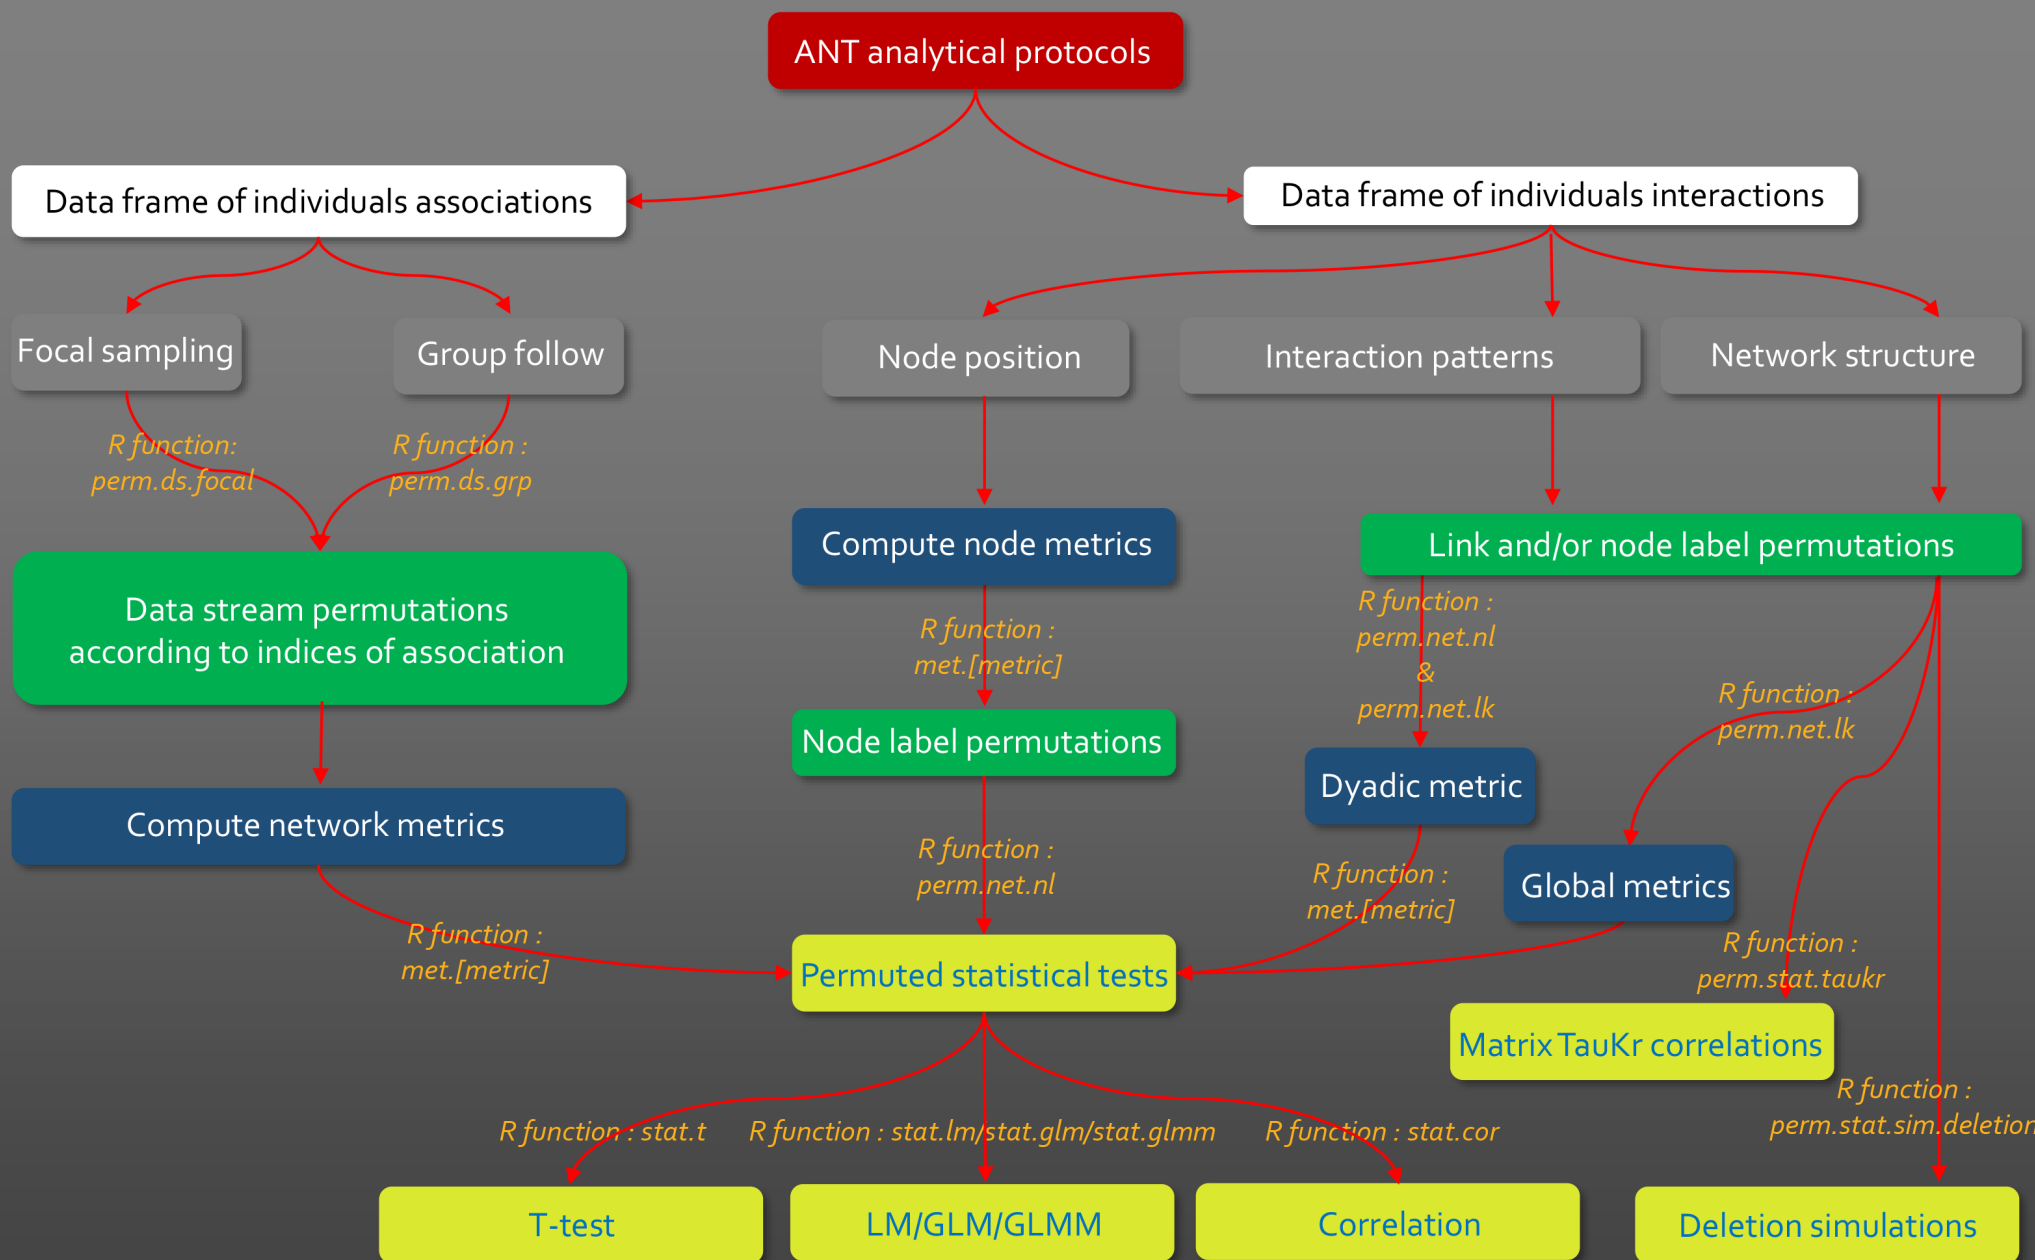 ANT analytical protocols
Data frame of individuals associations
Data frame of individuals interactions
Focal sampling
Group follow
Node position
Interaction patterns
Network structure
R function:
perm.ds.focal
R function :
perm.ds.grp
Data stream permutations
according to indices of association
Compute node metrics
Link and/or node label permutations
R function :
met.[metric]
R function :
perm.net.nl
&
perm.net.lk
R function :
perm.net.lk
Node label permutations
Dyadic metric
Compute network metrics
R function :
perm.net.nl
R function :
met.[metric]
Global metrics
R function :
met.[metric]
Permuted statistical tests
R function :
perm.stat.taukr
Matrix TauKr correlations
R function :
perm.stat.sim.deletion
R function : stat.t
R function : stat.lm/stat.glm/stat.glmm
R function : stat.cor
T-test
LM/GLM/GLMM
Correlation
Deletion simulations